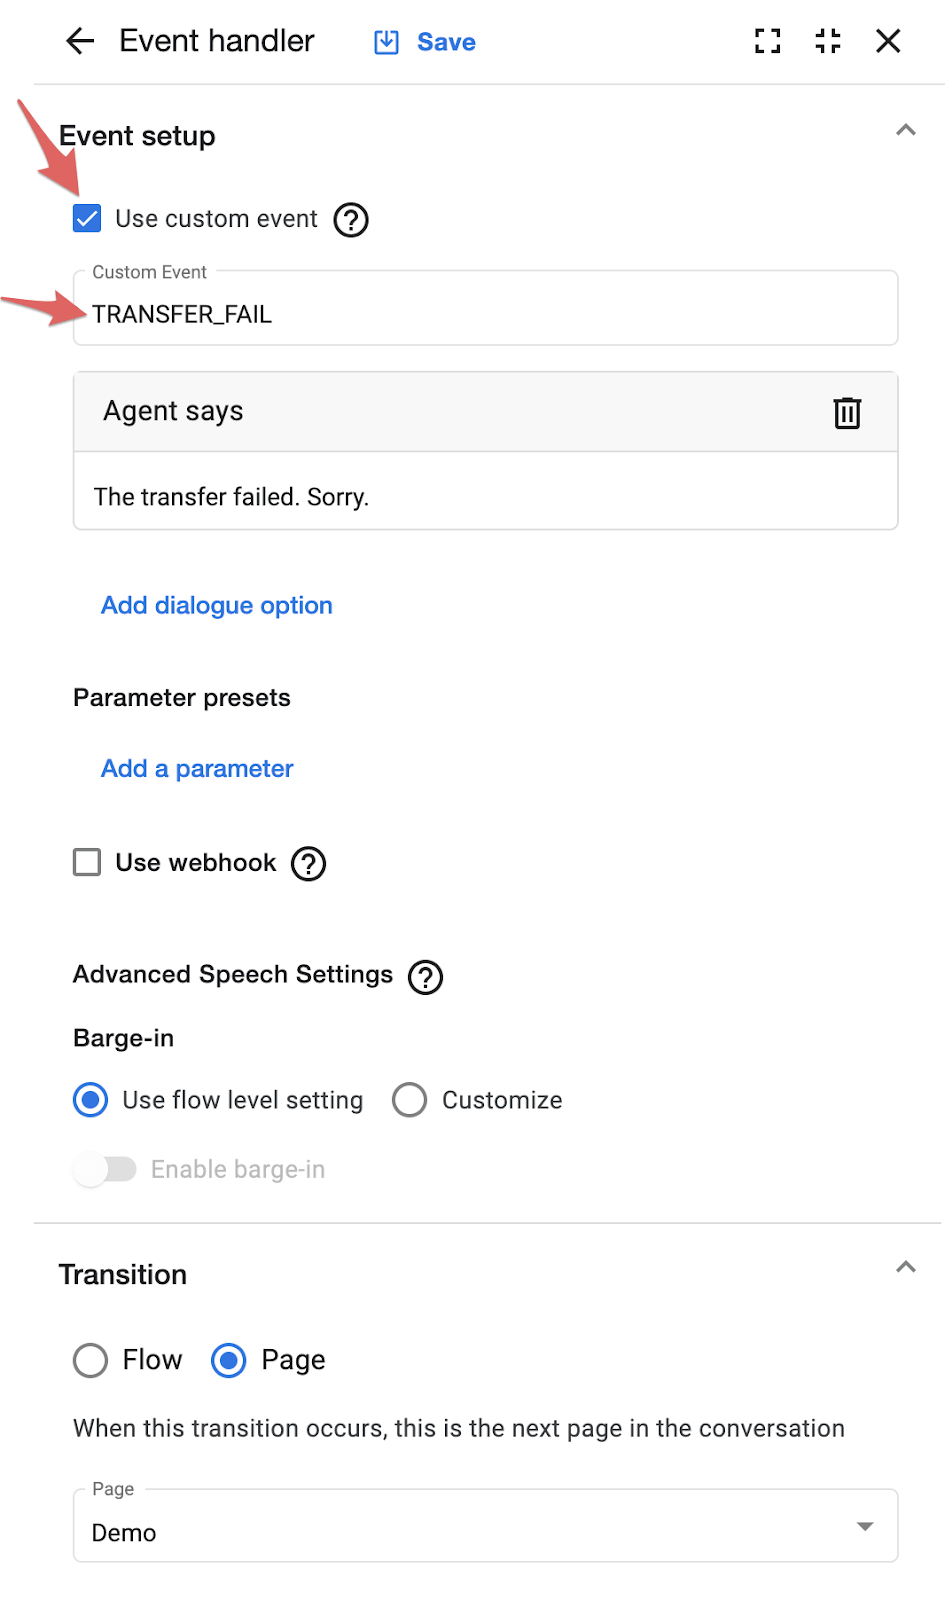 Event handler
Save
Event setup
Use custom event
Custom Event
TRANSFER_FAIL
Agent says
The transfer failed. Sorry.
Add dialogue option
Parameter presets
Add a parameter
Use webhook
Advanced Speech Settings
Barge-in
Use flow level setting Customize
Enable barge-in
Transition
Flow Page
When this transition occurs, this is the next page in the conversation
Page
Demo